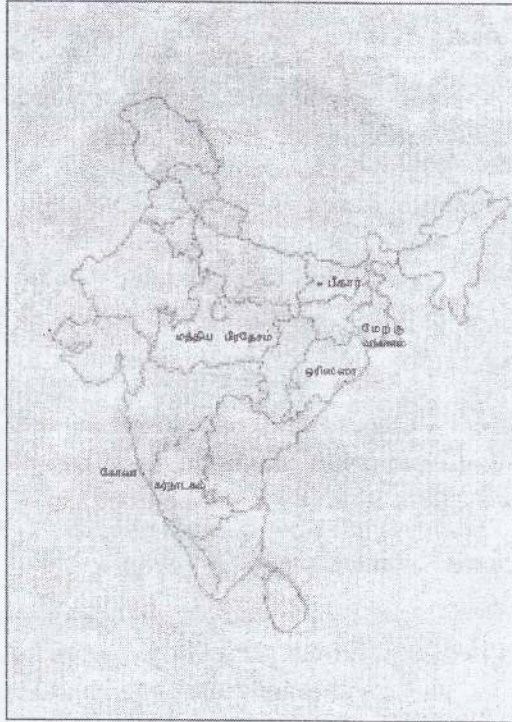 பீகார்
மத்திய பிரதேசம்
மேற்கு
வங்காளம்
ஒரிஸ்ஸா
கோவா
கர்நாடகம்